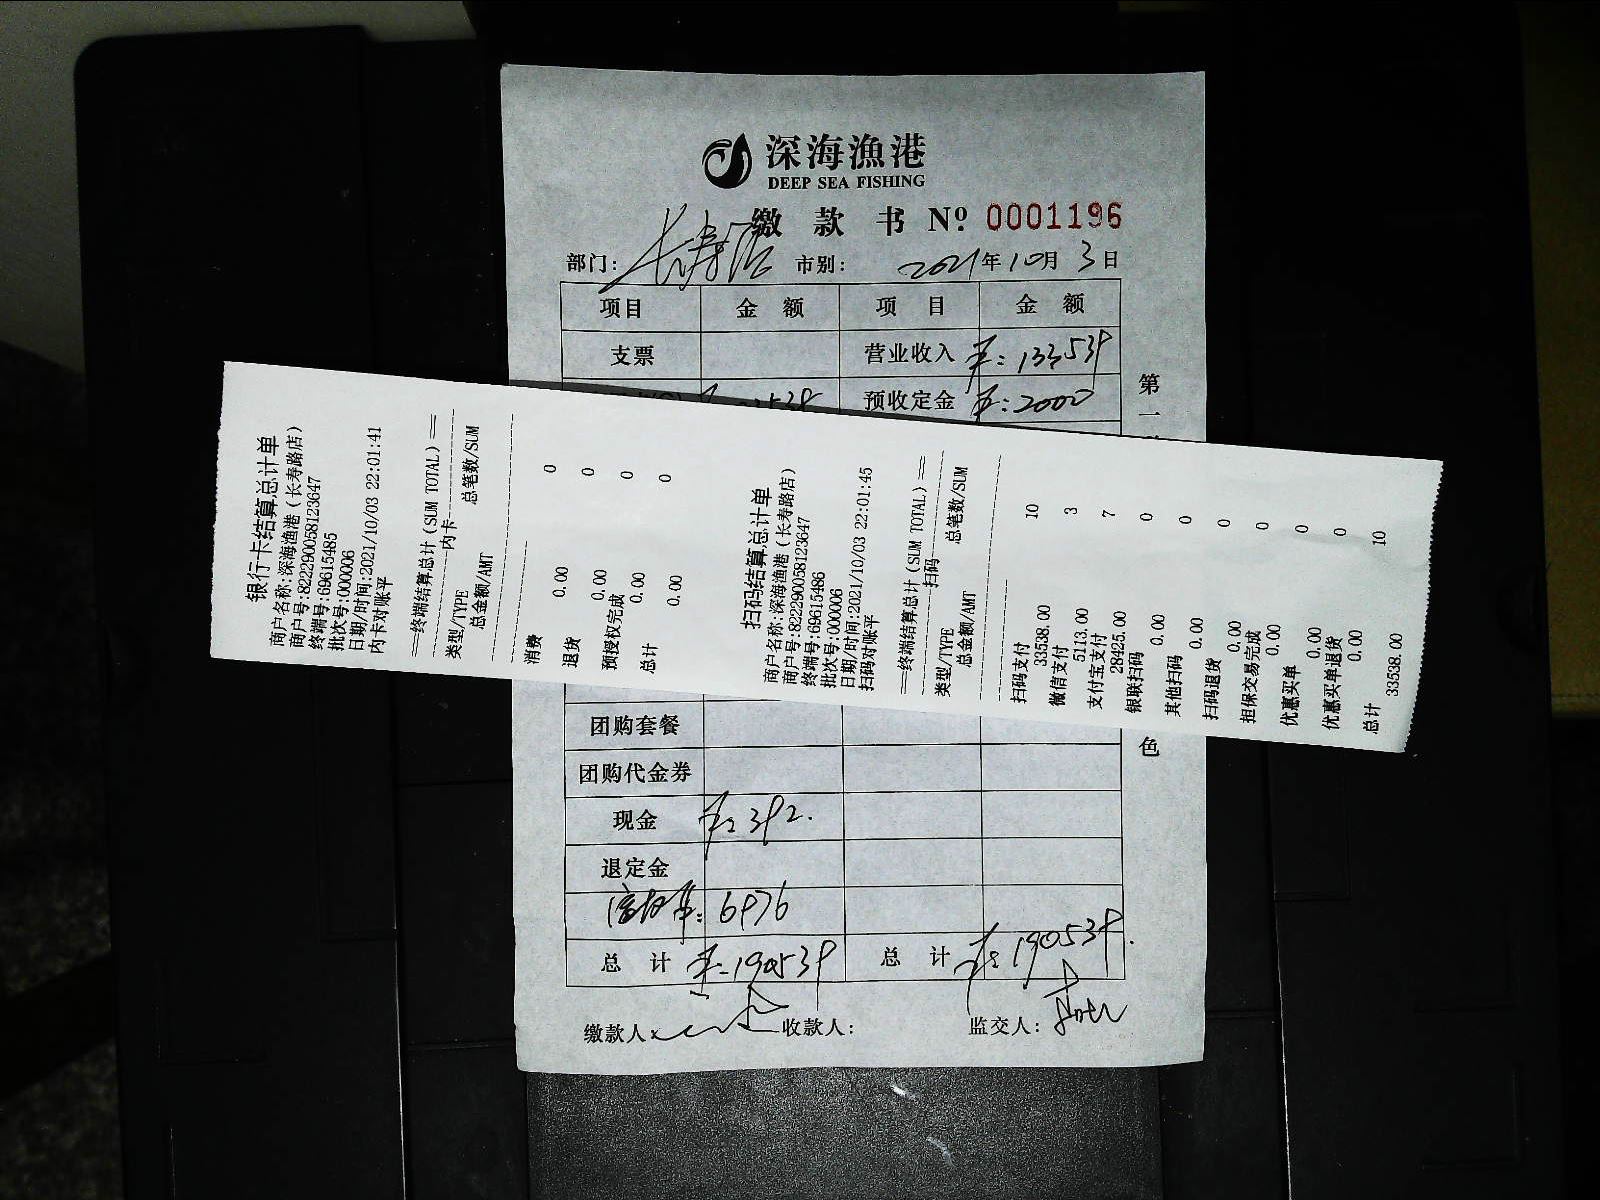 深海渔港
DEEP SEA FISHING
缴款书 Nº 0001196
部门: 长寿店 市别: 2021年10月3日
项目 金额 项目 金额
支票 营业收入
预收定金 ¥:2000
银行卡结算总计单
商户名称:深海渔港(长寿路店)
商户号:822290058123647
终端号:69615485
批次号:000006
日期/时间:2021/10/03 22:01:41
内卡对账平
==终端结算总计(SUM TOTAL)==
内卡
类型/TYPE 总笔数/SUM
总金额/AMT
消费 0
0.00
退货 0
0.00
预授权完成 0
0.00
总计 0
0.00
扫码结算总计单
商户名称:深海渔港(长寿路店)
商户号:822290058123647
终端号:69615486
批次号:000006
日期/时间:2021/10/03 22:01:45
扫码对账平
==终端结算总计(SUM TOTAL)==
扫码
类型/TYPE 总笔数/SUM
总金额/AMT
扫码支付 10
33538.00
微信支付 3
5113.00
支付宝支付 7
28425.00
银联扫码 0
0.00
其他扫码 0
0.00
扫码退货 0
0.00
担保交易完成 0
0.00
优惠买单 0
0.00
优惠买单退货 0
0.00
总计 10
33538.00
第一
色
团购套餐
团购代金券
现金 ¥:392.
退定金
6976
总计 总计
缴款人: 收款人: 监交人: